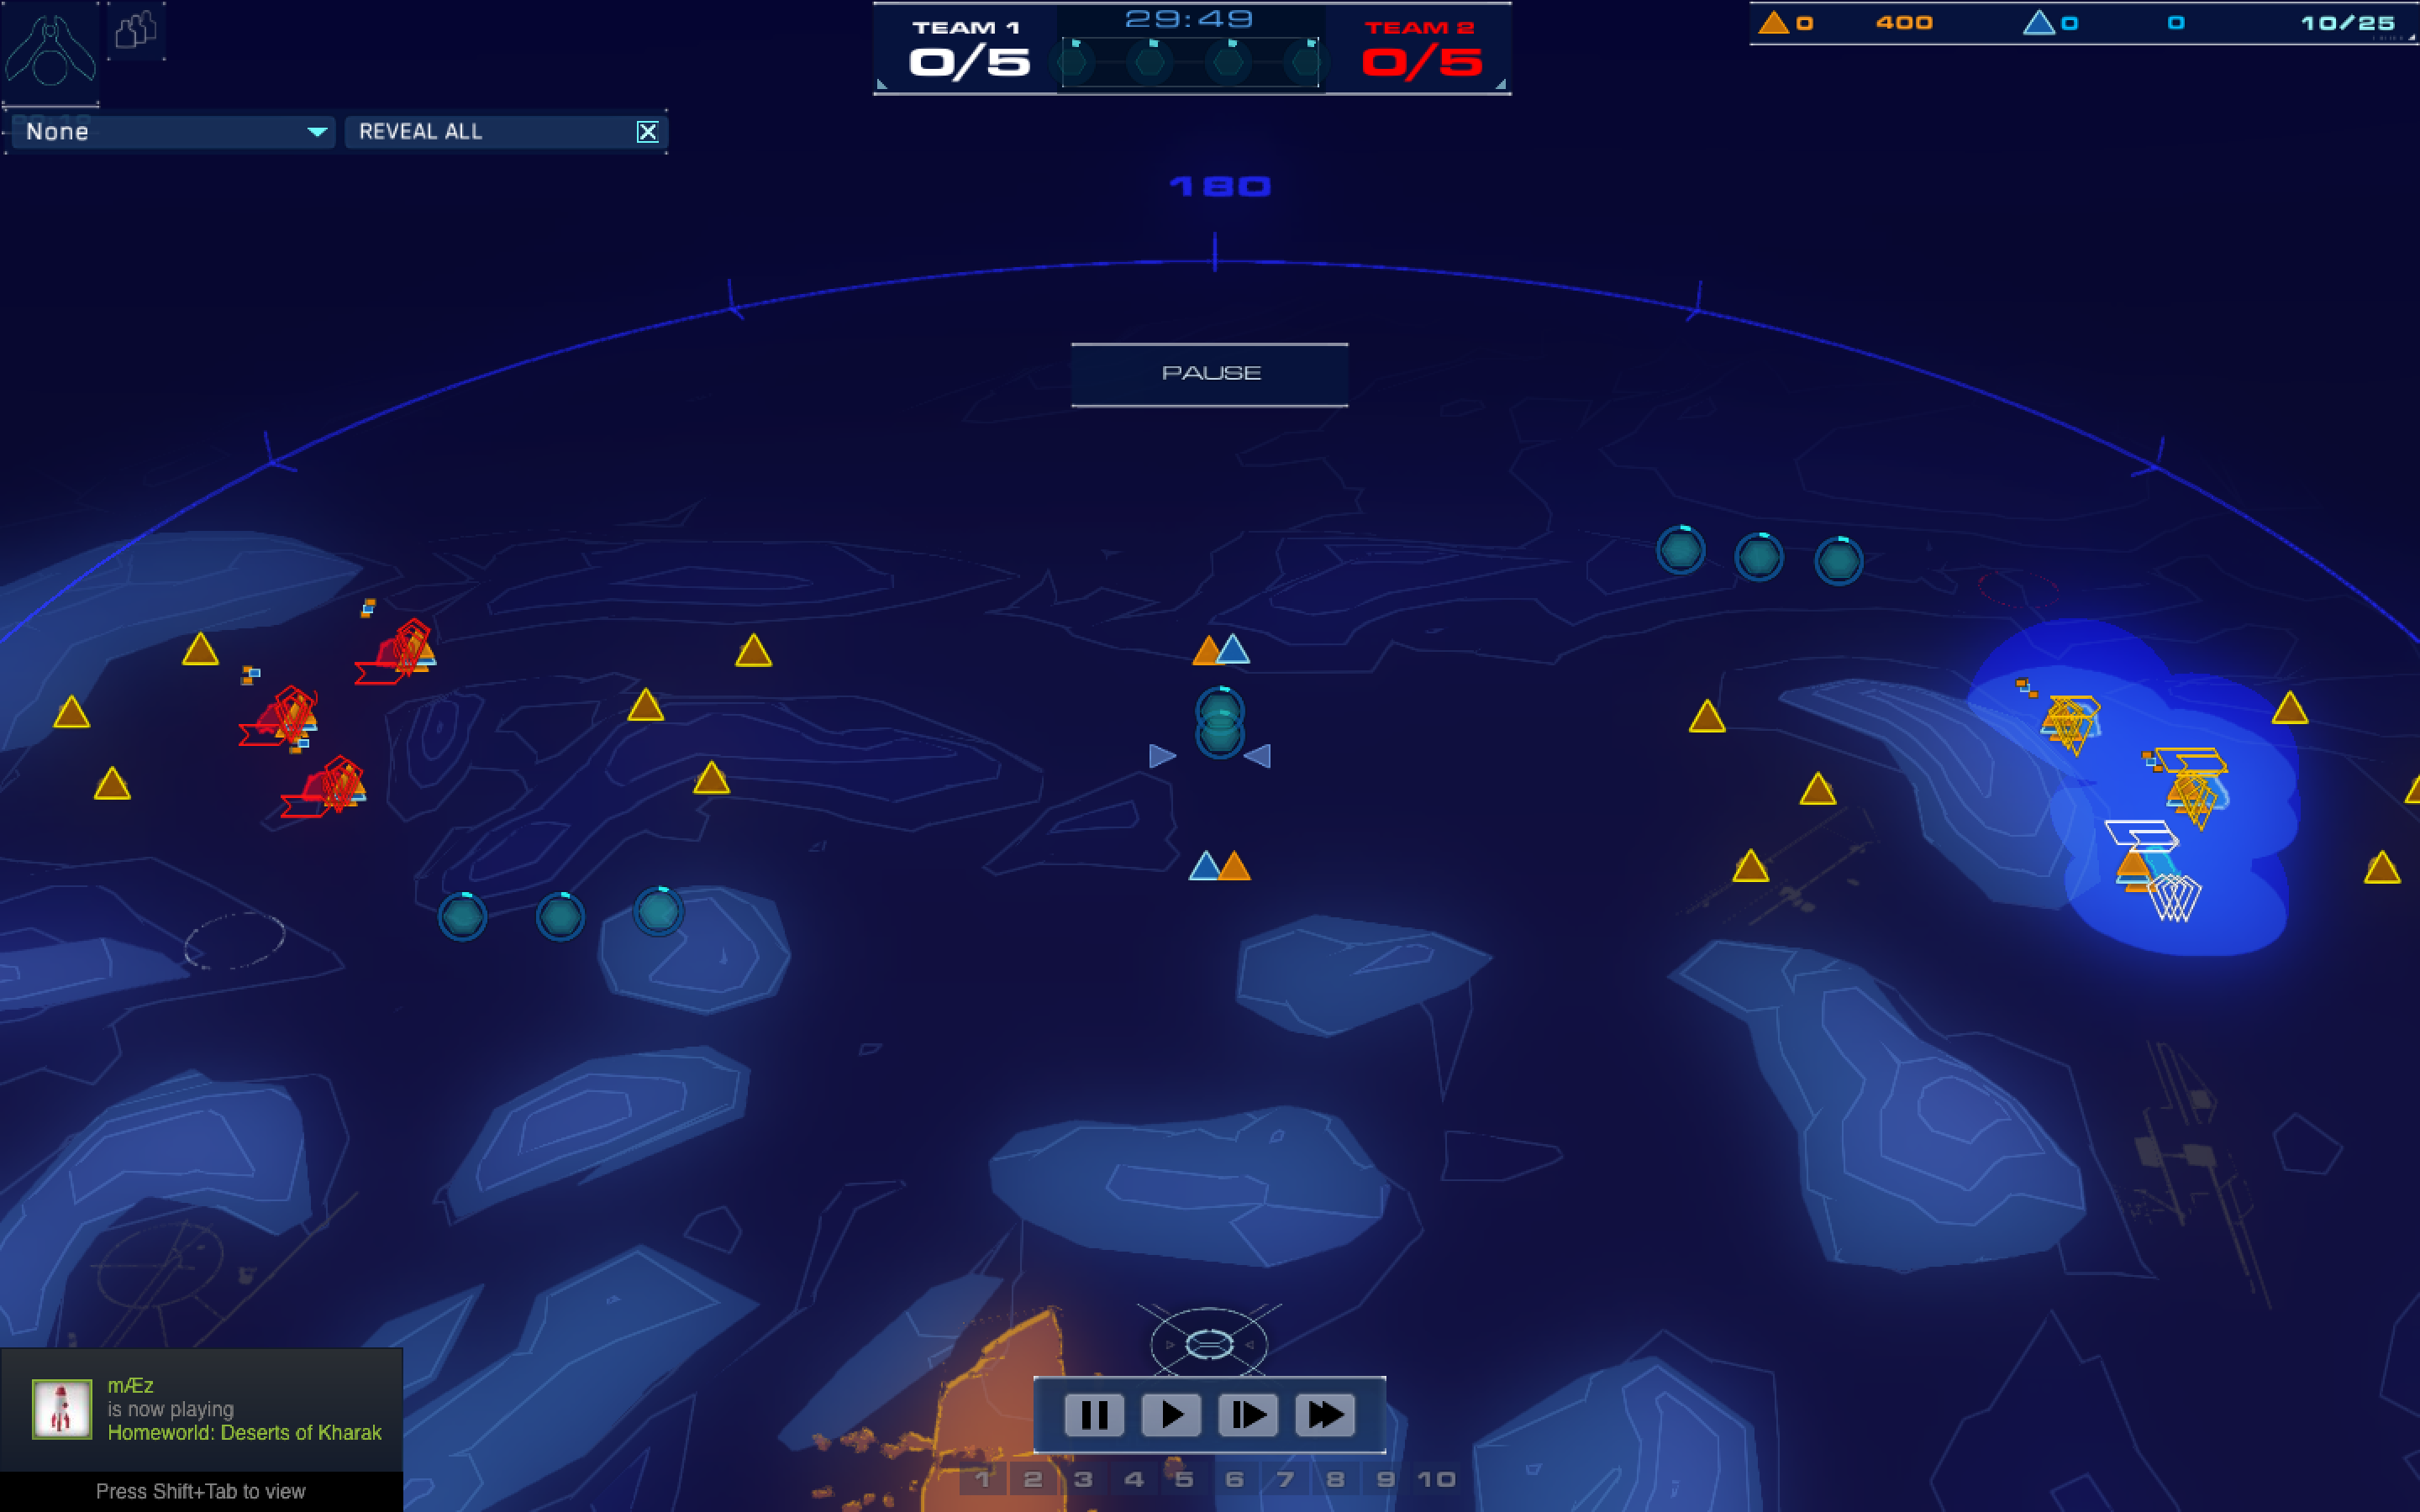 TEAM 1
0/5
29:49
TEAM 2
0/5
0
400
0
0
10/25
None
REVEAL ALL
180
PAUSE
mÆz
is now playing
Homeworld: Deserts of Kharak
Press Shift+Tab to view
1 2 3 4 5 6 7 8 9 10